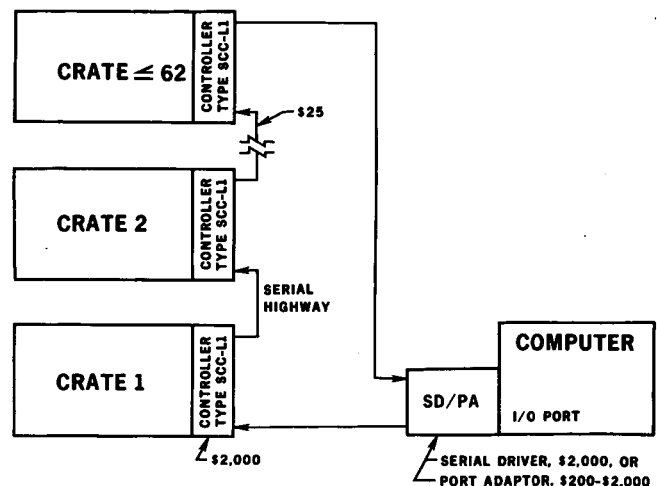 CRATE ≤ 62
CONTROLLER
TYPE SCC-L1
$25
CRATE 2
CONTROLLER
TYPE SCC-L1
SERIAL
HIGHWAY
CRATE 1
CONTROLLER
TYPE SCC-L1
$2,000
COMPUTER
SD/PA
I/O PORT
SERIAL DRIVER, $2,000, OR
PORT ADAPTOR, $200-$2,000